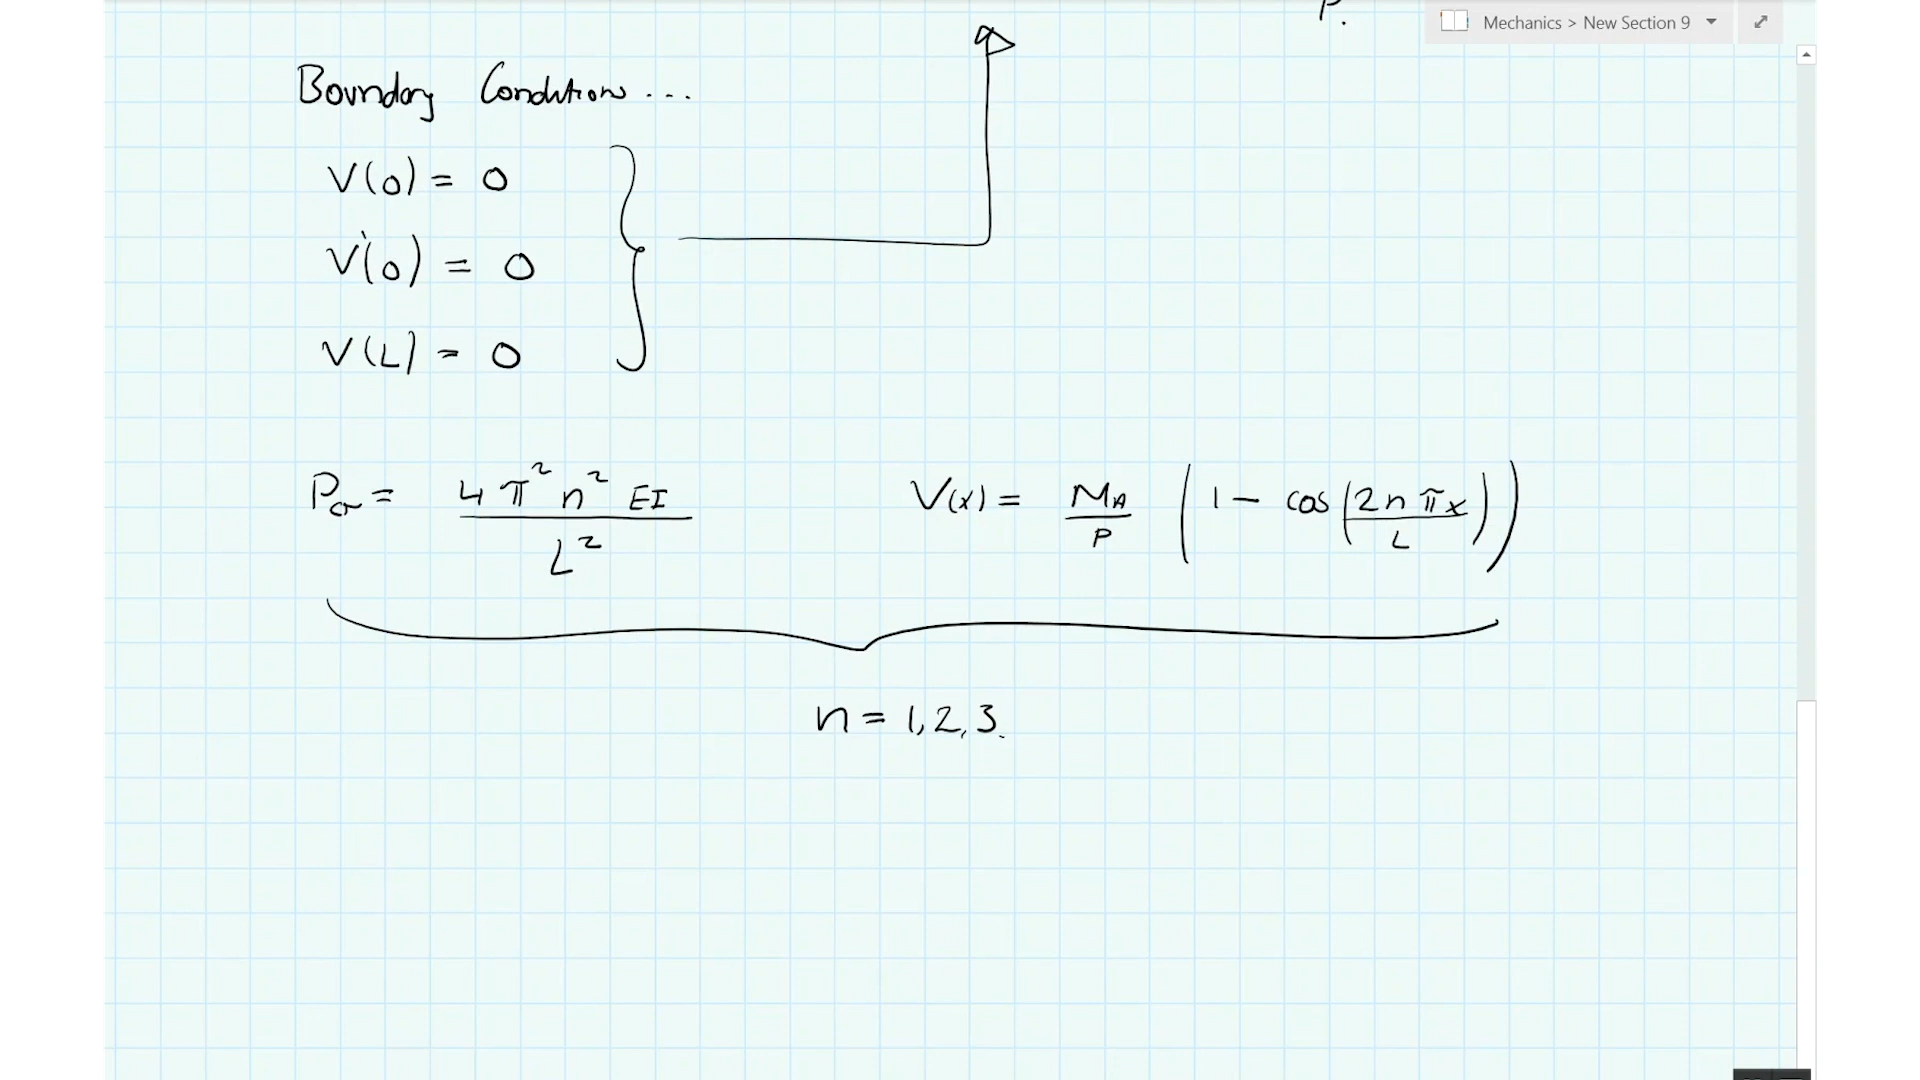 P.
Mechanics > New Section 9
Boundary Conditions ...
V(0) = 0
V'(0) = 0
V(L) = 0
Pcr = 4π²n²EI / L²
V(x) = M_A / P (1 - cos(2nπx / L))
n = 1, 2, 3.